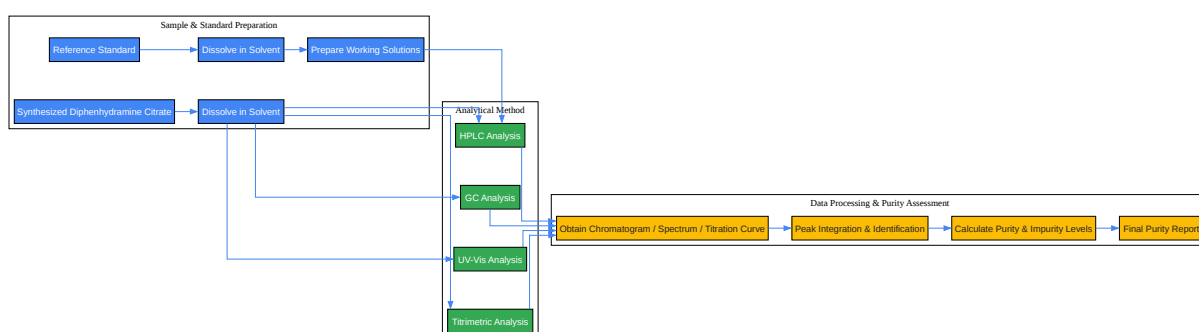 Sample & Standard Preparation
Reference Standard
Dissolve in Solvent
Prepare Working Solutions
Synthesized Diphenhydramine Citrate
Dissolve in Solvent
Analytical Method
HPLC Analysis
GC Analysis
UV-Vis Analysis
Titrimetric Analysis
Data Processing & Purity Assessment
Obtain Chromatogram / Spectrum / Titration Curve
Peak Integration & Identification
Calculate Purity & Impurity Levels
Final Purity Report